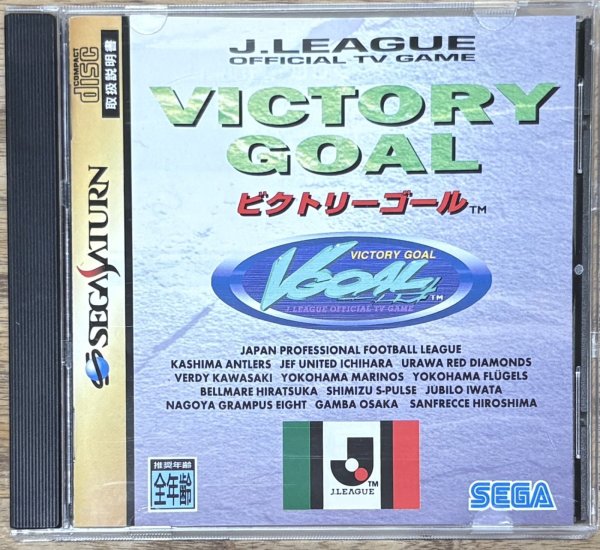 COMPACT
disc
取扱説明書
SEGA SATURN
J.LEAGUE
OFFICIAL TV GAME
VICTORY
GOAL
ビクトリーゴール™
VICTORY GOAL
VGOAL™
J.LEAGUE OFFICIAL TV GAME
JAPAN PROFESSIONAL FOOTBALL LEAGUE
KASHIMA ANTLERS JEF UNITED ICHIHARA URAWA RED DIAMONDS
VERDY KAWASAKI YOKOHAMA MARINOS YOKOHAMA FLÜGELS
BELLMARE HIRATSUKA SHIMIZU S-PULSE JUBILO IWATA
NAGOYA GRAMPUS EIGHT GAMBA OSAKA SANFRECCE HIROSHIMA
推奨年齢
全年齢
J™
J.LEAGUE
SEGA